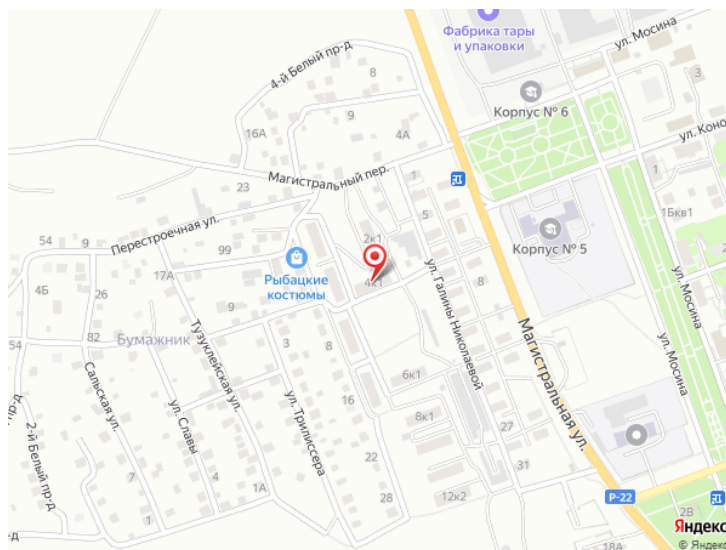 Фабрика тары
и упаковки
ул. Мосина
4-й Белый пр-д
8
3
Корпус № 6
9
16А
4А
ул. Коно
Магистральный пер.
1
1
23
5
1Бкв1
Перестроечная ул.
2к1
54
9
99
Корпус № 5
Рыбацкие
костюмы
17А
4к1
8
4Б
26
9
ул. Галины Николаевой
ул. Мосина
Магистральная ул.
54
82
Бумажник
3
8
ул. Мосина
Тузуклейская ул.
6к1
Сальская ул.
2-й Белый пр-д
ул. Славы
ул. Трилиссера
16
8к1
27
22
31
7
4
1
1А
28
12к2
Р-22
2В
Яндекс
18А
© Яндекс